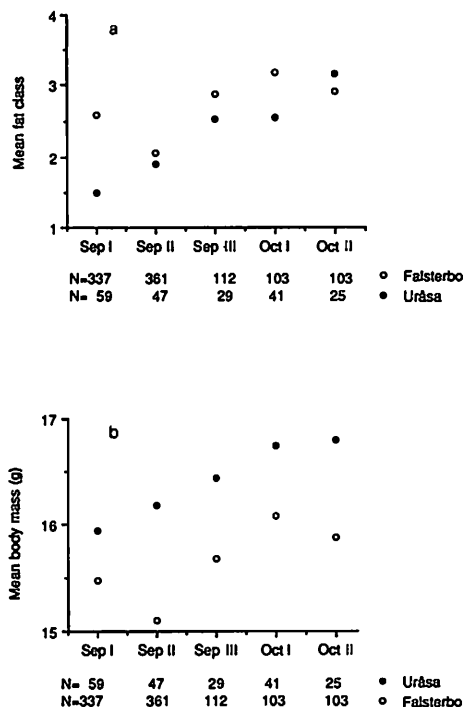 4
a
3
Mean fat class
2
1
Sep I Sep II Sep III Oct I Oct II
N=337 361 112 103 103 ○ Falsterbo
N= 59 47 29 41 25 ● Uråsa
17
b
Mean body mass (g)
16
15
Sep I Sep II Sep III Oct I Oct II
N= 59 47 29 41 25 ● Uråsa
N=337 361 112 103 103 ○ Falsterbo